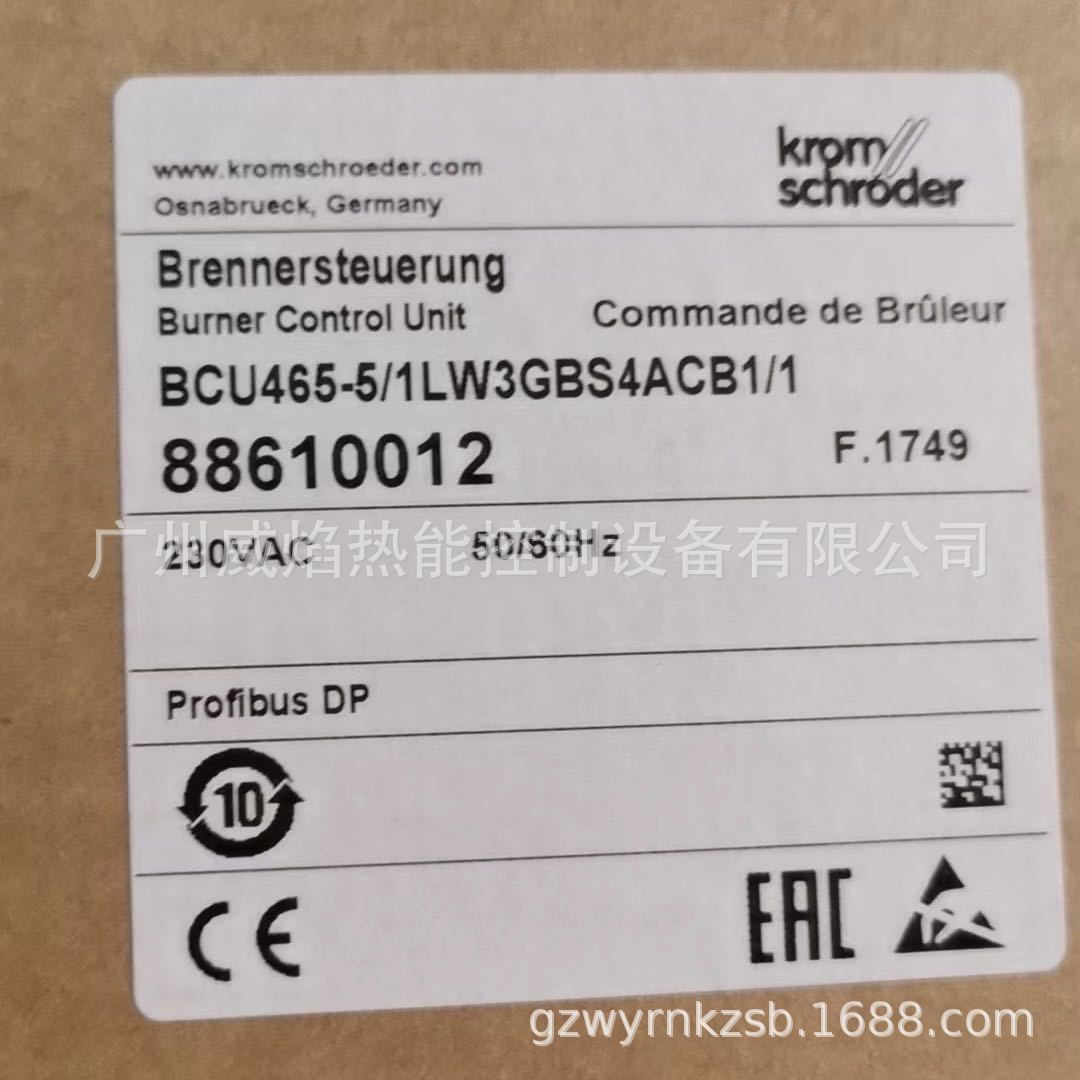 www.kromschroeder.com
Osnabrueck, Germany
krom
schröder
Brennersteuerung
Burner Control Unit
Commande de Brûleur
BCU465-5/1LW3GBS4ACB1/1
88610012
F.1749
230VAC
50/60Hz
广州威焰热能控制设备有限公司
Profibus DP
10
CE
EAC
gzwyrnkzsb.1688.com